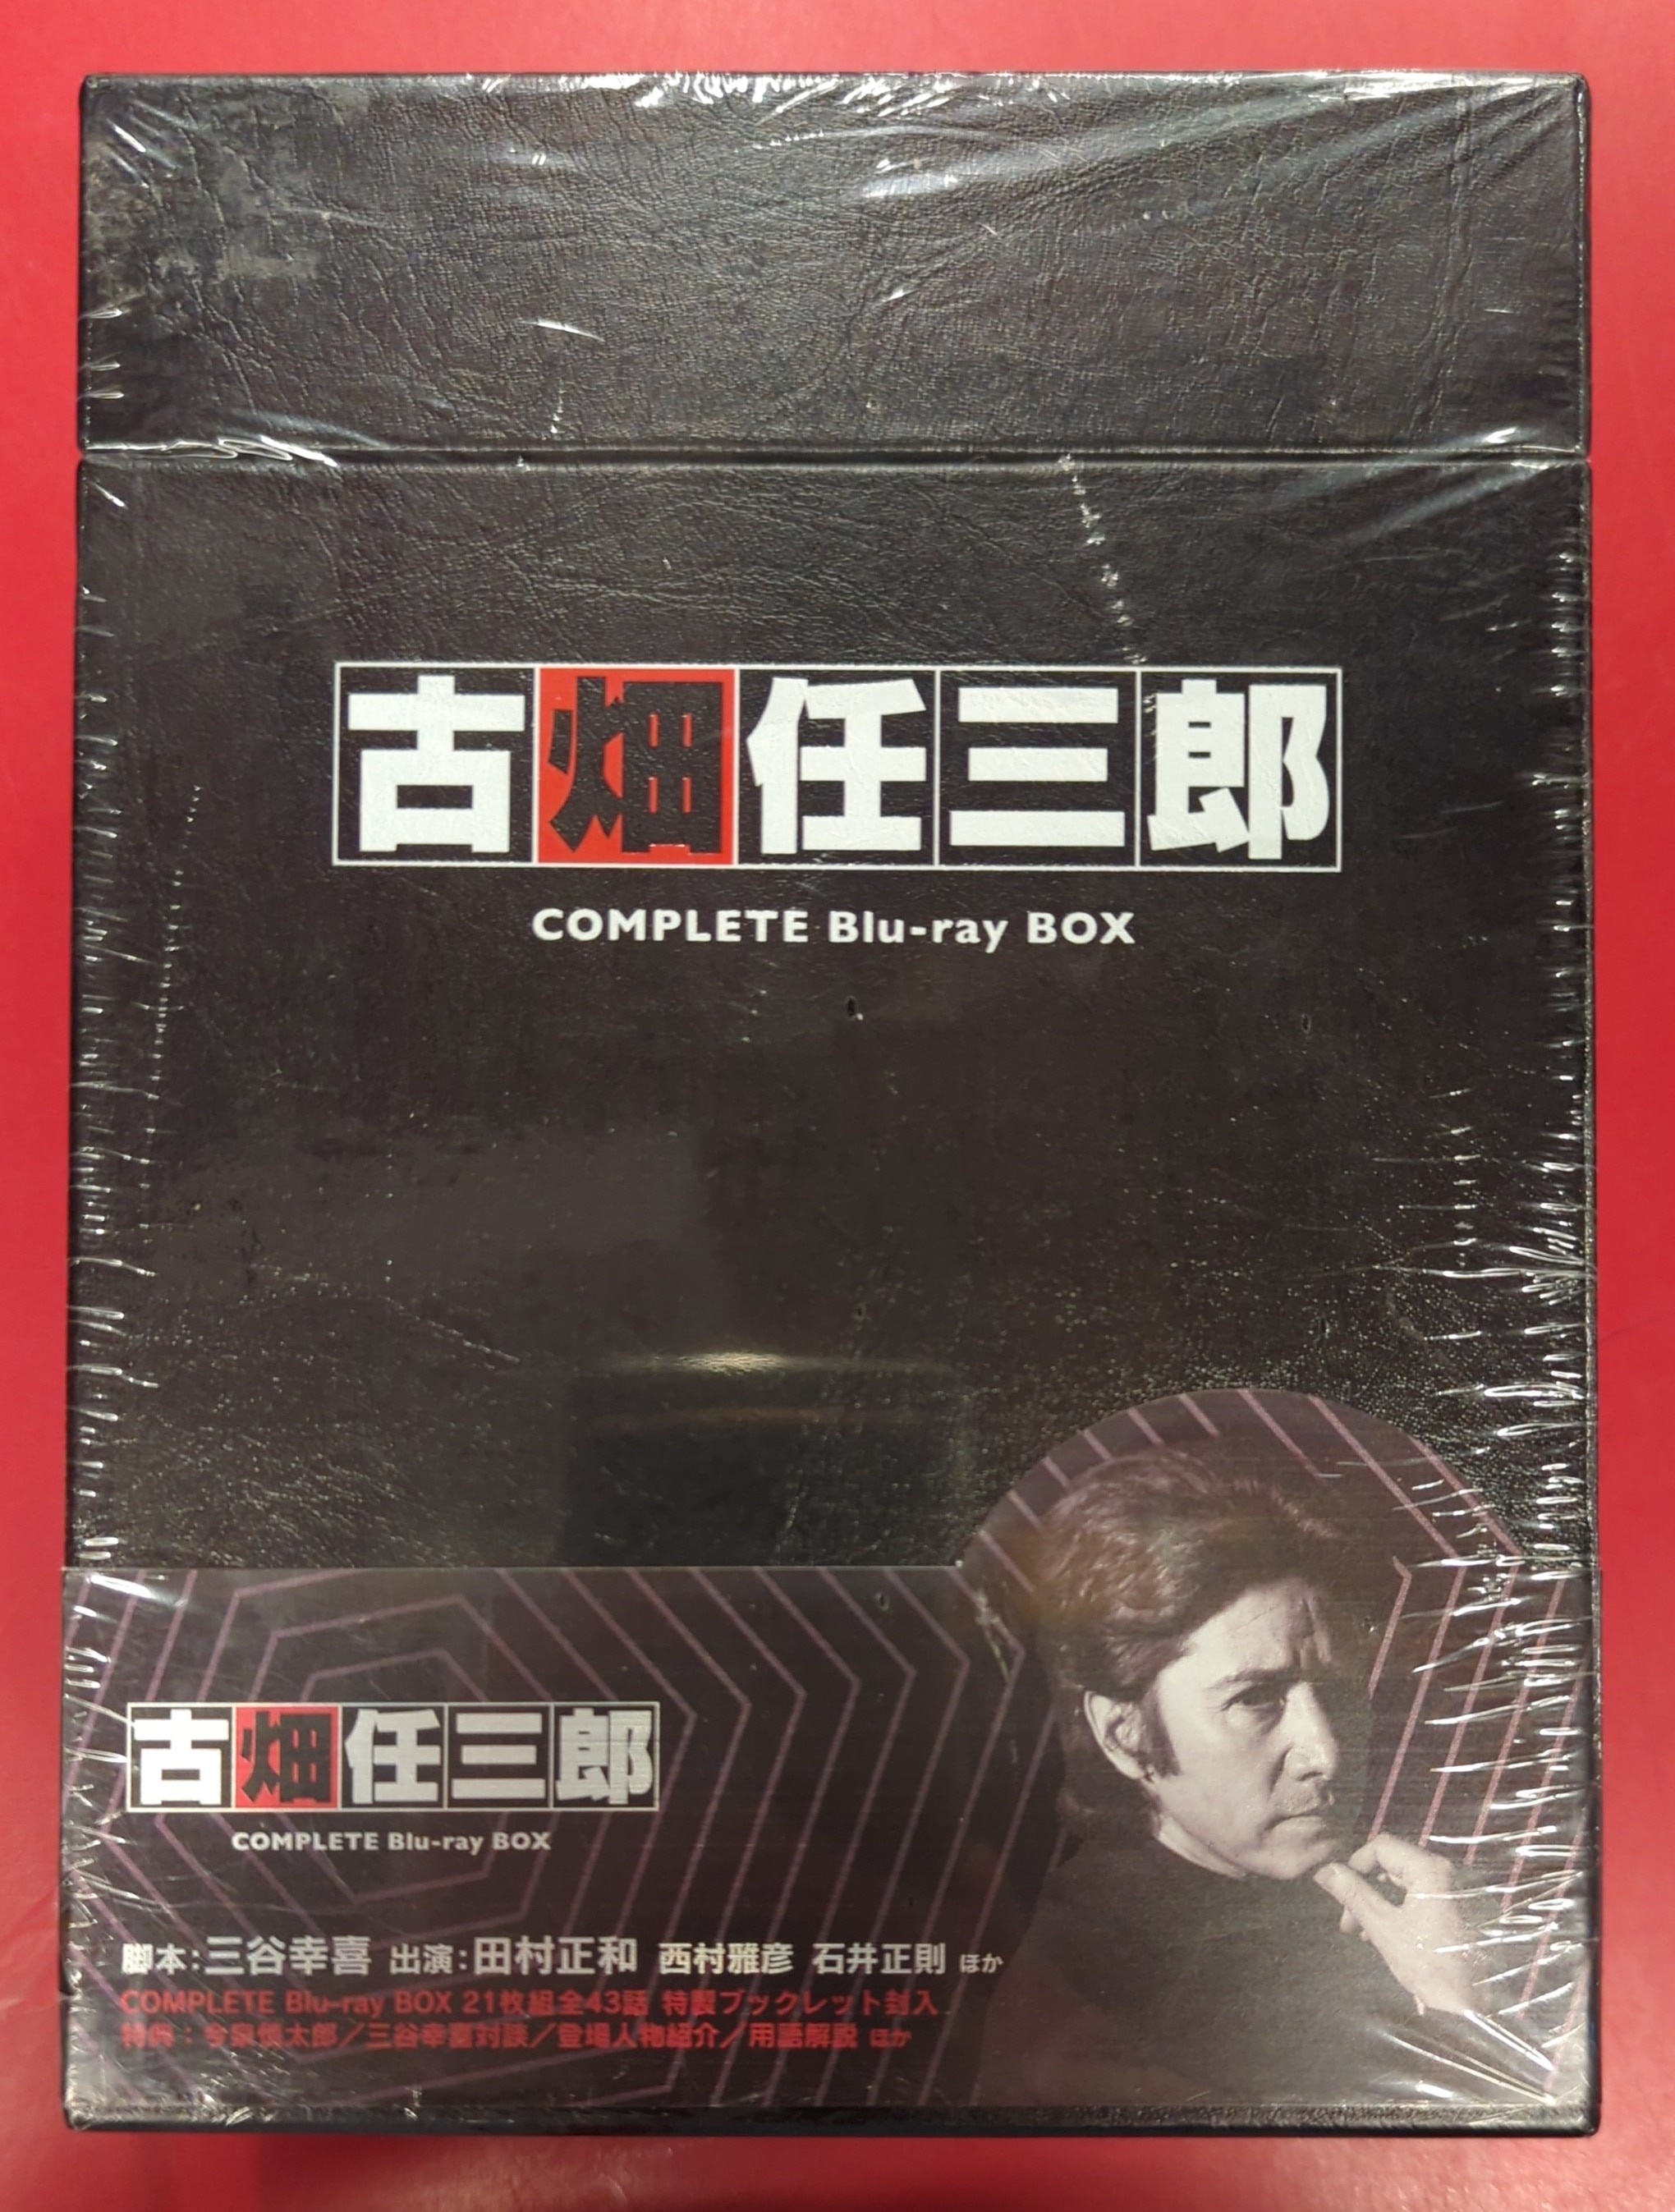 古畑任三郎
COMPLETE Blu-ray BOX
古畑任三郎
COMPLETE Blu-ray BOX
脚本:三谷幸喜 出演:田村正和 西村雅彦 石井正則 ほか
COMPLETE Blu-ray BOX 21枚組全43話 特製ブックレット封入
特典:今泉慎太郎/三谷幸喜対談/登場人物紹介/用語解説 ほか